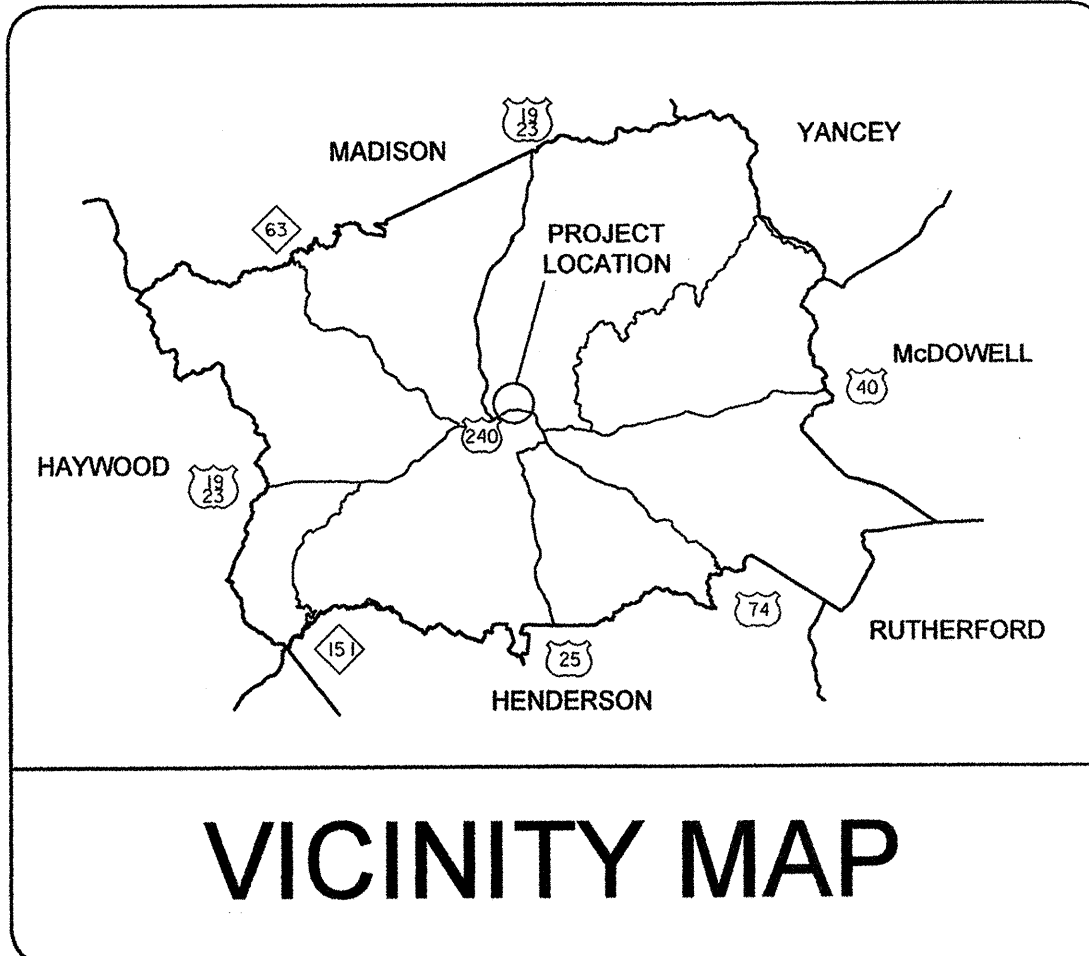 19
23
YANCEY
MADISON
63
PROJECT
LOCATION
McDOWELL
40
240
HAYWOOD
19
23
74
RUTHERFORD
151
25
HENDERSON
VICINITY MAP